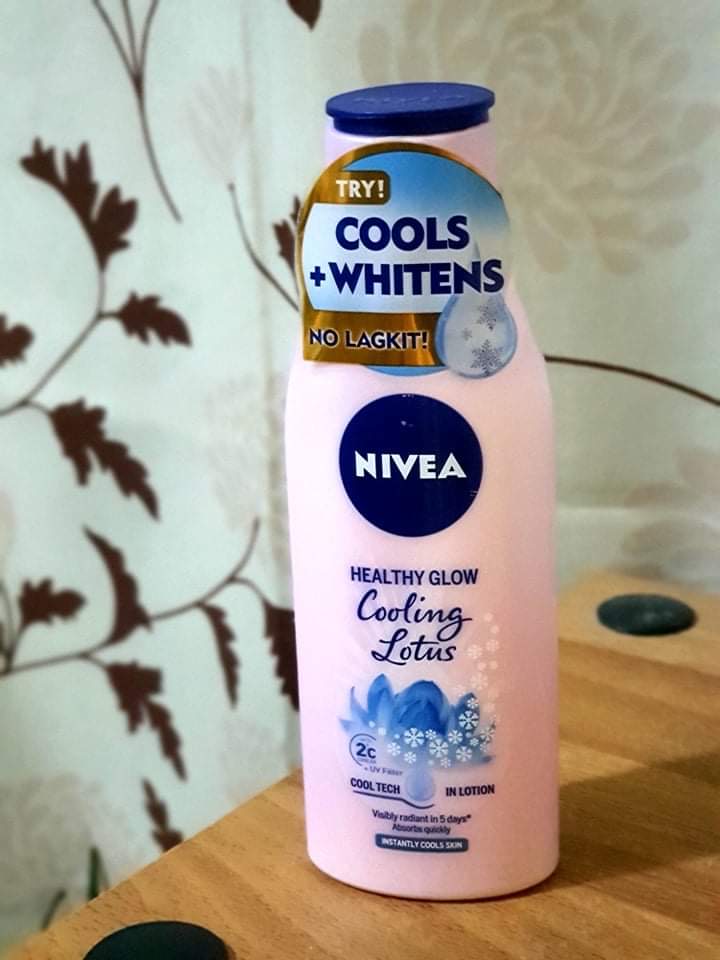 TRY!
COOLS
+WHITENS
NO LAGKIT!
NIVEA
HEALTHY GLOW
Cooling
Lotus
2c
COOLER
+ UV Filter
COOL TECH IN LOTION
Visibly radiant in 5 days*
Absorbs quickly
INSTANTLY COOLS SKIN